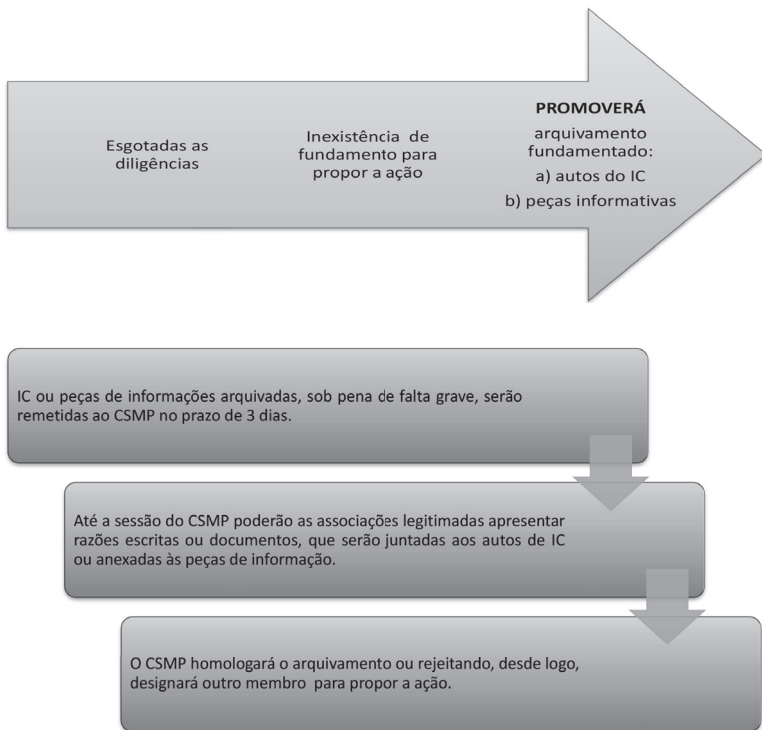 Esgotadas as
diligências
Inexistência de
fundamento para
propor a ação
PROMOVERÁ
arquivamento
fundamentado:
a) autos do IC
b) peças informativas
IC ou peças de informações arquivadas, sob pena de falta grave, serão
remetidas ao CSMP no prazo de 3 dias.
Até a sessão do CSMP poderão as associações legitimadas apresentar
razões escritas ou documentos, que serão juntadas aos autos de IC
ou anexadas às peças de informação.
O CSMP homologará o arquivamento ou rejeitando, desde logo,
designará outro membro para propor a ação.